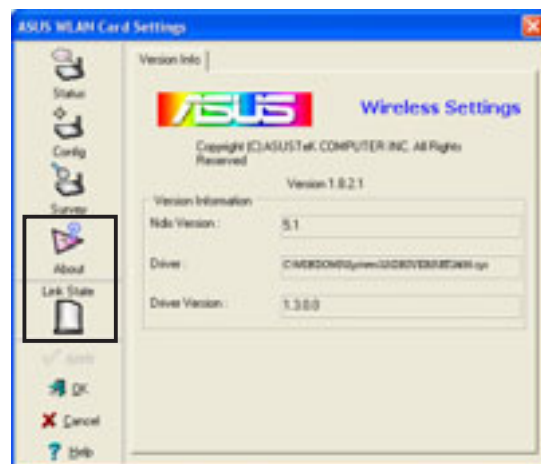 ASUS WLAN Card Settings
Status
Config
Survey
About
Link State
Apply
OK
Cancel
Help
Version Info
ASUS
Wireless Settings
Copyright (C) ASUSTeK COMPUTER INC. All Rights
Reserved
Version 1.8.2.1
Version Information
Ndis Version :
5.1
Driver :
Driver Version :
1.3.0.0